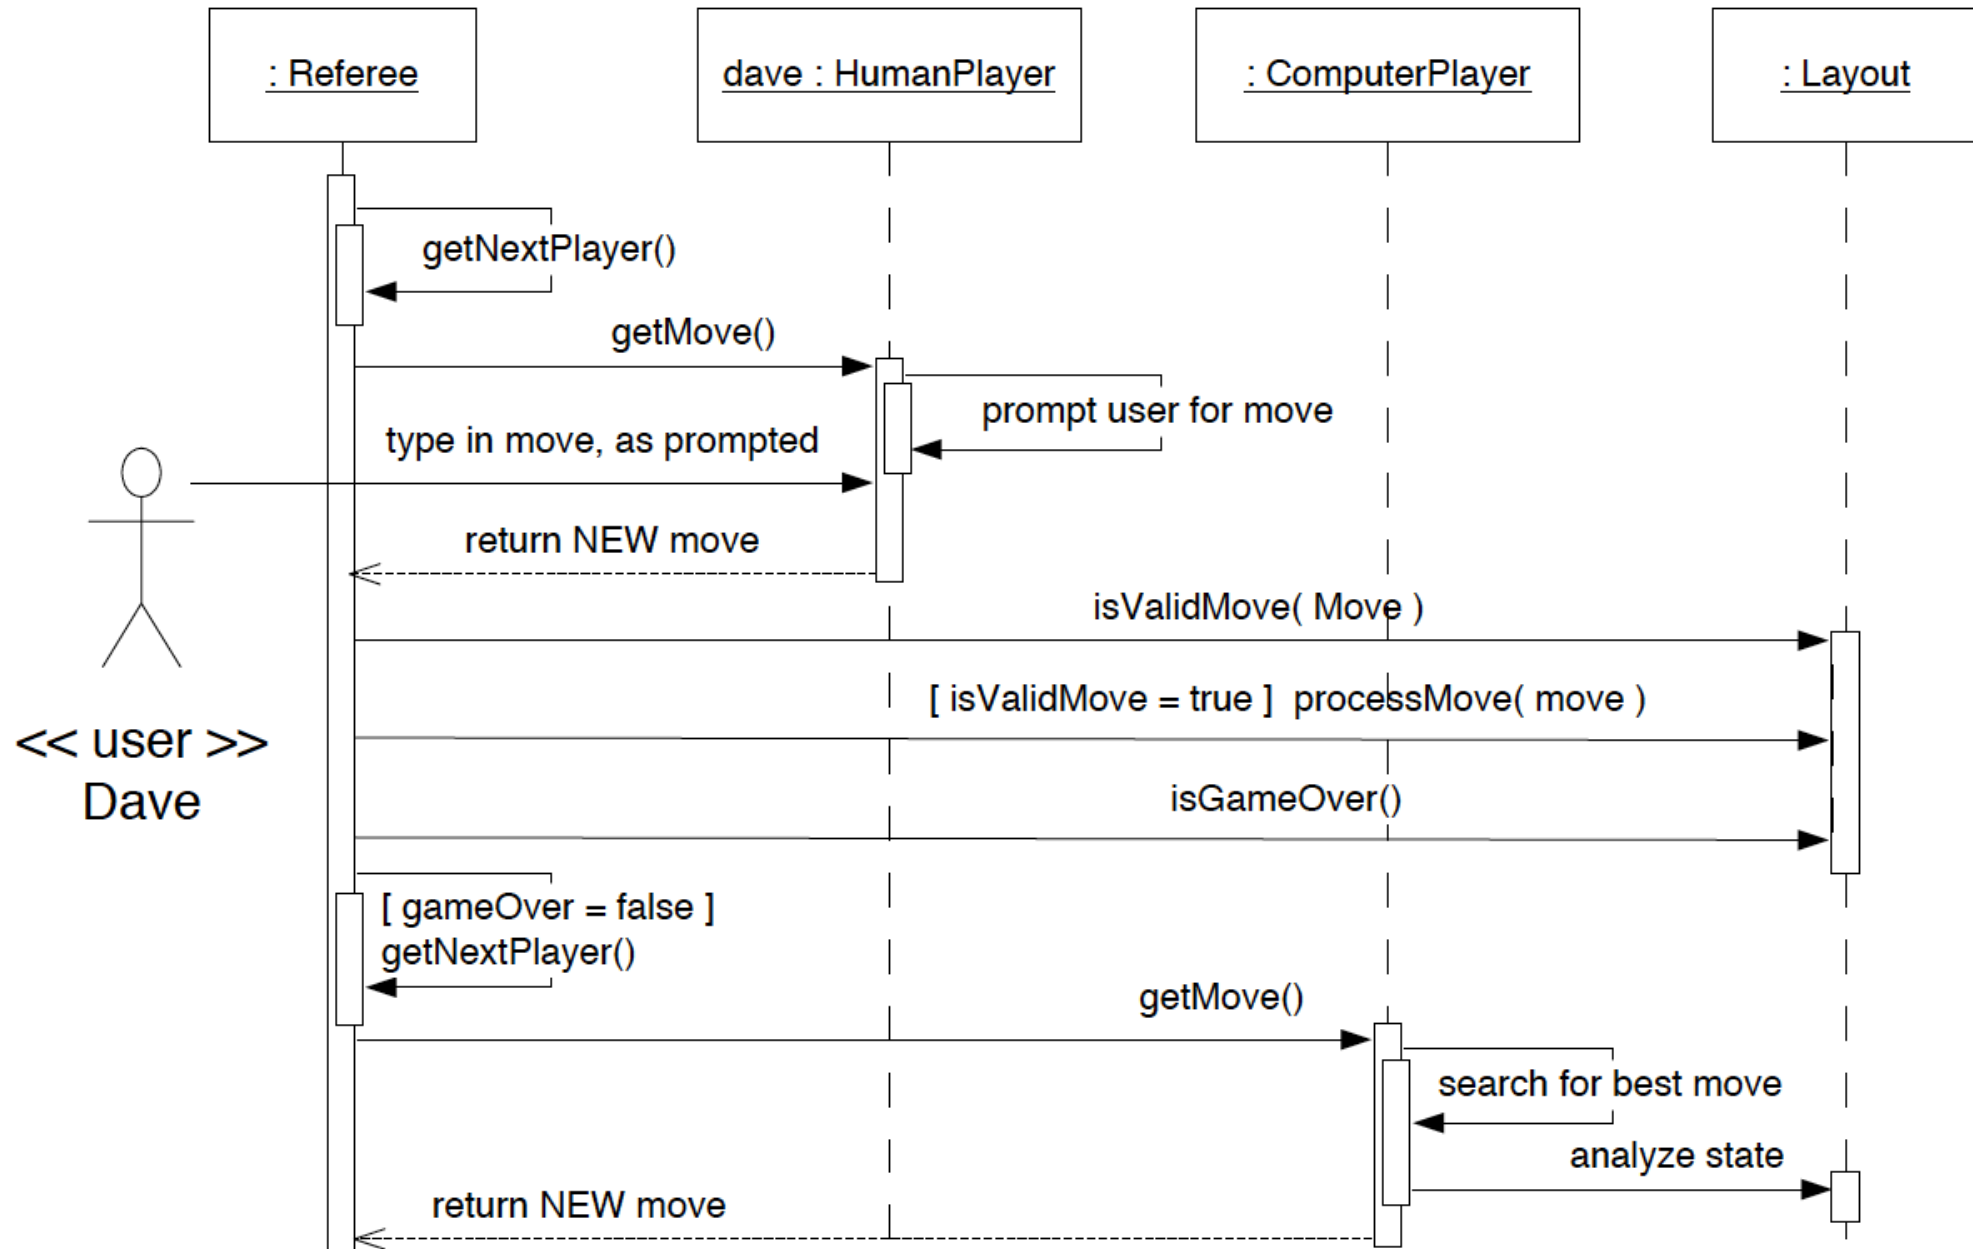 : Referee
dave : HumanPlayer
: ComputerPlayer
: Layout
getNextPlayer()
getMove()
prompt user for move
type in move, as prompted
return NEW move
isValidMove( Move )
[ isValidMove = true ]  processMove( move )
<< user >>
Dave
isGameOver()
[ gameOver = false ]
getNextPlayer()
getMove()
search for best move
analyze state
return NEW move